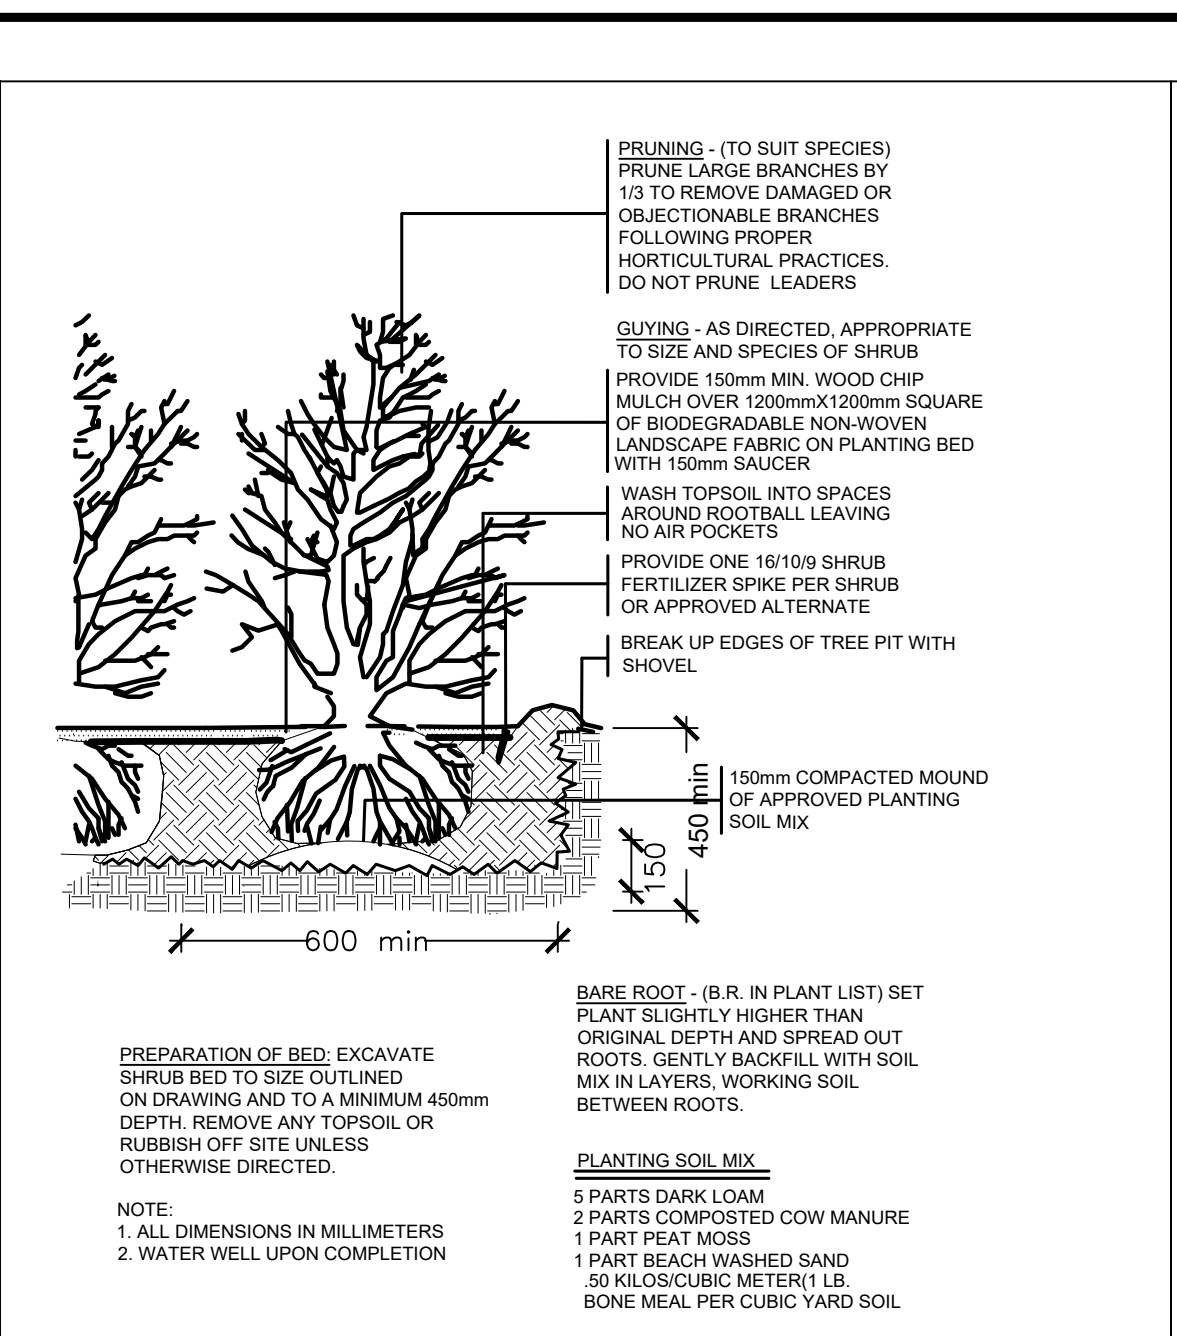 PRUNING - (TO SUIT SPECIES)
PRUNE LARGE BRANCHES BY
1/3 TO REMOVE DAMAGED OR
OBJECTIONABLE BRANCHES
FOLLOWING PROPER
HORTICULTURAL PRACTICES.
DO NOT PRUNE LEADERS
GUYING - AS DIRECTED, APPROPRIATE
TO SIZE AND SPECIES OF SHRUB
PROVIDE 150mm MIN. WOOD CHIP
MULCH OVER 1200mmX1200mm SQUARE
OF BIODEGRADABLE NON-WOVEN
LANDSCAPE FABRIC ON PLANTING BED
WITH 150mm SAUCER
WASH TOPSOIL INTO SPACES
AROUND ROOTBALL LEAVING
NO AIR POCKETS
PROVIDE ONE 16/10/9 SHRUB
FERTILIZER SPIKE PER SHRUB
OR APPROVED ALTERNATE
BREAK UP EDGES OF TREE PIT WITH
SHOVEL
150mm COMPACTED MOUND
OF APPROVED PLANTING
SOIL MIX
450 min
150
600 min
BARE ROOT - (B.R. IN PLANT LIST) SET
PLANT SLIGHTLY HIGHER THAN
ORIGINAL DEPTH AND SPREAD OUT
ROOTS. GENTLY BACKFILL WITH SOIL
MIX IN LAYERS, WORKING SOIL
BETWEEN ROOTS.
PREPARATION OF BED: EXCAVATE
SHRUB BED TO SIZE OUTLINED
ON DRAWING AND TO A MINIMUM 450mm
DEPTH. REMOVE ANY TOPSOIL OR
RUBBISH OFF SITE UNLESS
OTHERWISE DIRECTED.
NOTE:
1. ALL DIMENSIONS IN MILLIMETERS
2. WATER WELL UPON COMPLETION
PLANTING SOIL MIX
5 PARTS DARK LOAM
2 PARTS COMPOSTED COW MANURE
1 PART PEAT MOSS
1 PART BEACH WASHED SAND
.50 KILOS/CUBIC METER(1 LB.
BONE MEAL PER CUBIC YARD SOIL